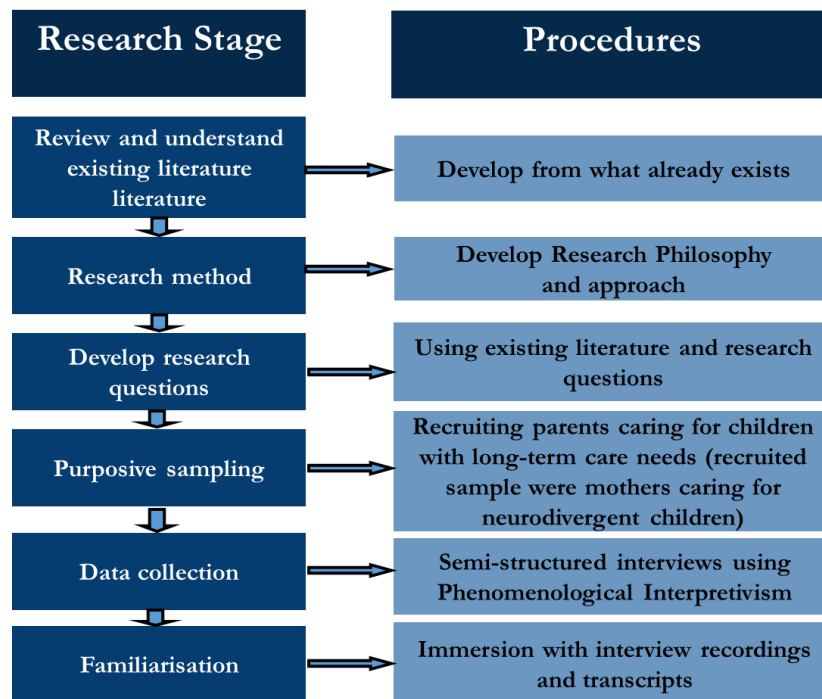 Research Stage
Procedures
Review and understand
existing literature
literature
Develop from what already exists
Research method
Develop Research Philosophy
and approach
Develop research
questions
Using existing literature and research
questions
Purposive sampling
Recruiting parents caring for children
with long-term care needs (recruited
sample were mothers caring for
neurodivergent children)
Data collection
Semi-structured interviews using
Phenomenological Interpretivism
Familiarisation
Immersion with interview recordings
and transcripts